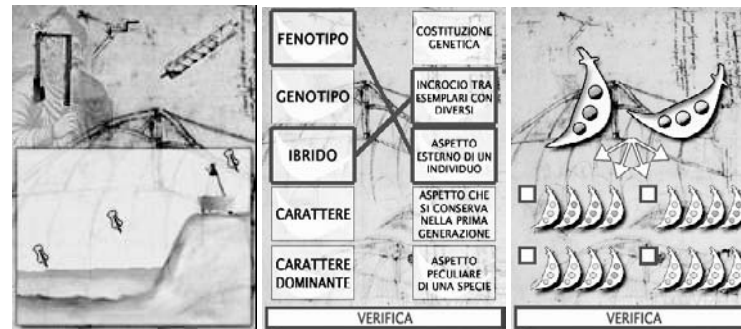 FENOTIPO
COSTITUZIONE
GENETICA
GENOTIPO
INCROCIO TRA
ESEMPLARI CON
DIVERSI
IBRIDO
ASPETTO
ESTERNO DI UN
INDIVIDUO
CARATTERE
ASPETTO CHE
SI CONSERVA
NELLA PRIMA
GENERAZIONE
CARATTERE
DOMINANTE
ASPETTO
PECULIARE
DI UNA SPECIE
VERIFICA
VERIFICA